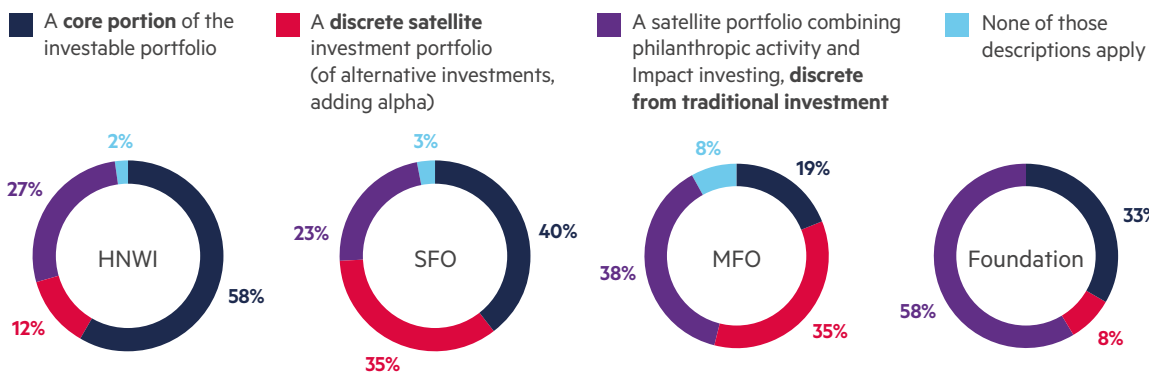 A core portion of the
investable portfolio
A discrete satellite
investment portfolio
(of alternative investments,
adding alpha)
A satellite portfolio combining
philanthropic activity and
Impact investing, discrete
from traditional investment
None of those
descriptions apply
2%
27%
HNWI
58%
12%
3%
23%
40%
SFO
35%
8%
19%
38%
MFO
35%
33%
Foundation
58%
8%